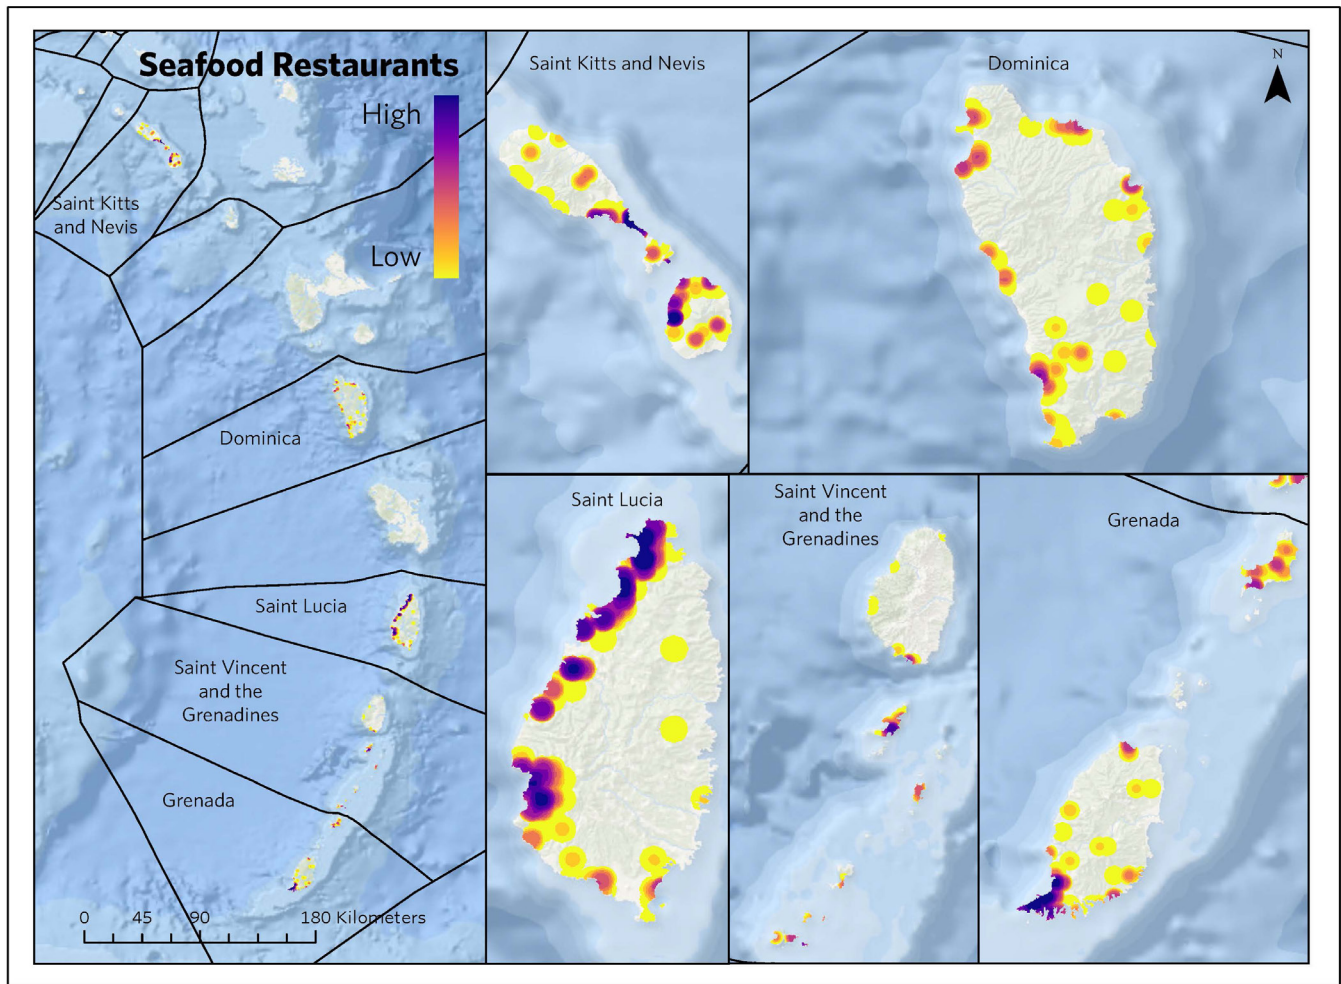 Seafood Restaurants
High
Low
Saint Kitts
and Nevis
Dominica
Saint Lucia
Saint Vincent
and the
Grenadines
Grenada
0 45 90 180 Kilometers
Saint Kitts and Nevis
Dominica
N
Saint Lucia
Saint Vincent
and the
Grenadines
Grenada